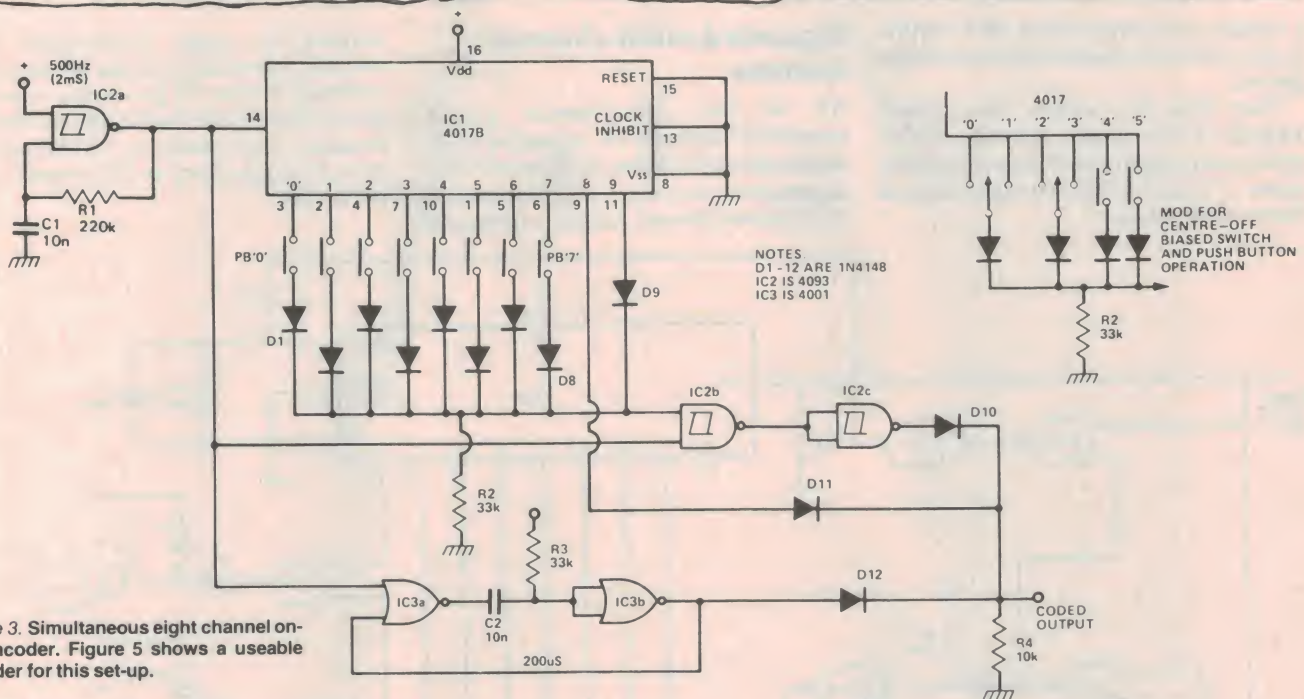 +
500Hz
(2mS)
IC2a
R1
220k
C1
10n
+
16
Vdd
14
IC1
4017B
RESET
15
CLOCK
INHIBIT
13
Vss
8
'0' 1 2 3 4 5 6 7 8 9
3 2 4 7 10 1 5 6 9 11
PB'0'
PB'7'
D1
D8
D9
NOTES
D1-12 ARE 1N4148
IC2 IS 4093
IC3 IS 4001
4017
'0' '1' '2' '3' '4' '5'
MOD FOR
CENTRE-OFF
BIASED SWITCH
AND PUSH BUTTON
OPERATION
R2
33k
IC2b
IC2c
D10
D11
R2
33k
R3
33k
IC3a
C2
10n
IC3b
D12
CODED
OUTPUT
R4
10k
200uS
e 3. Simultaneous eight channel on-
ncoder. Figure 5 shows a useable
der for this set-up.